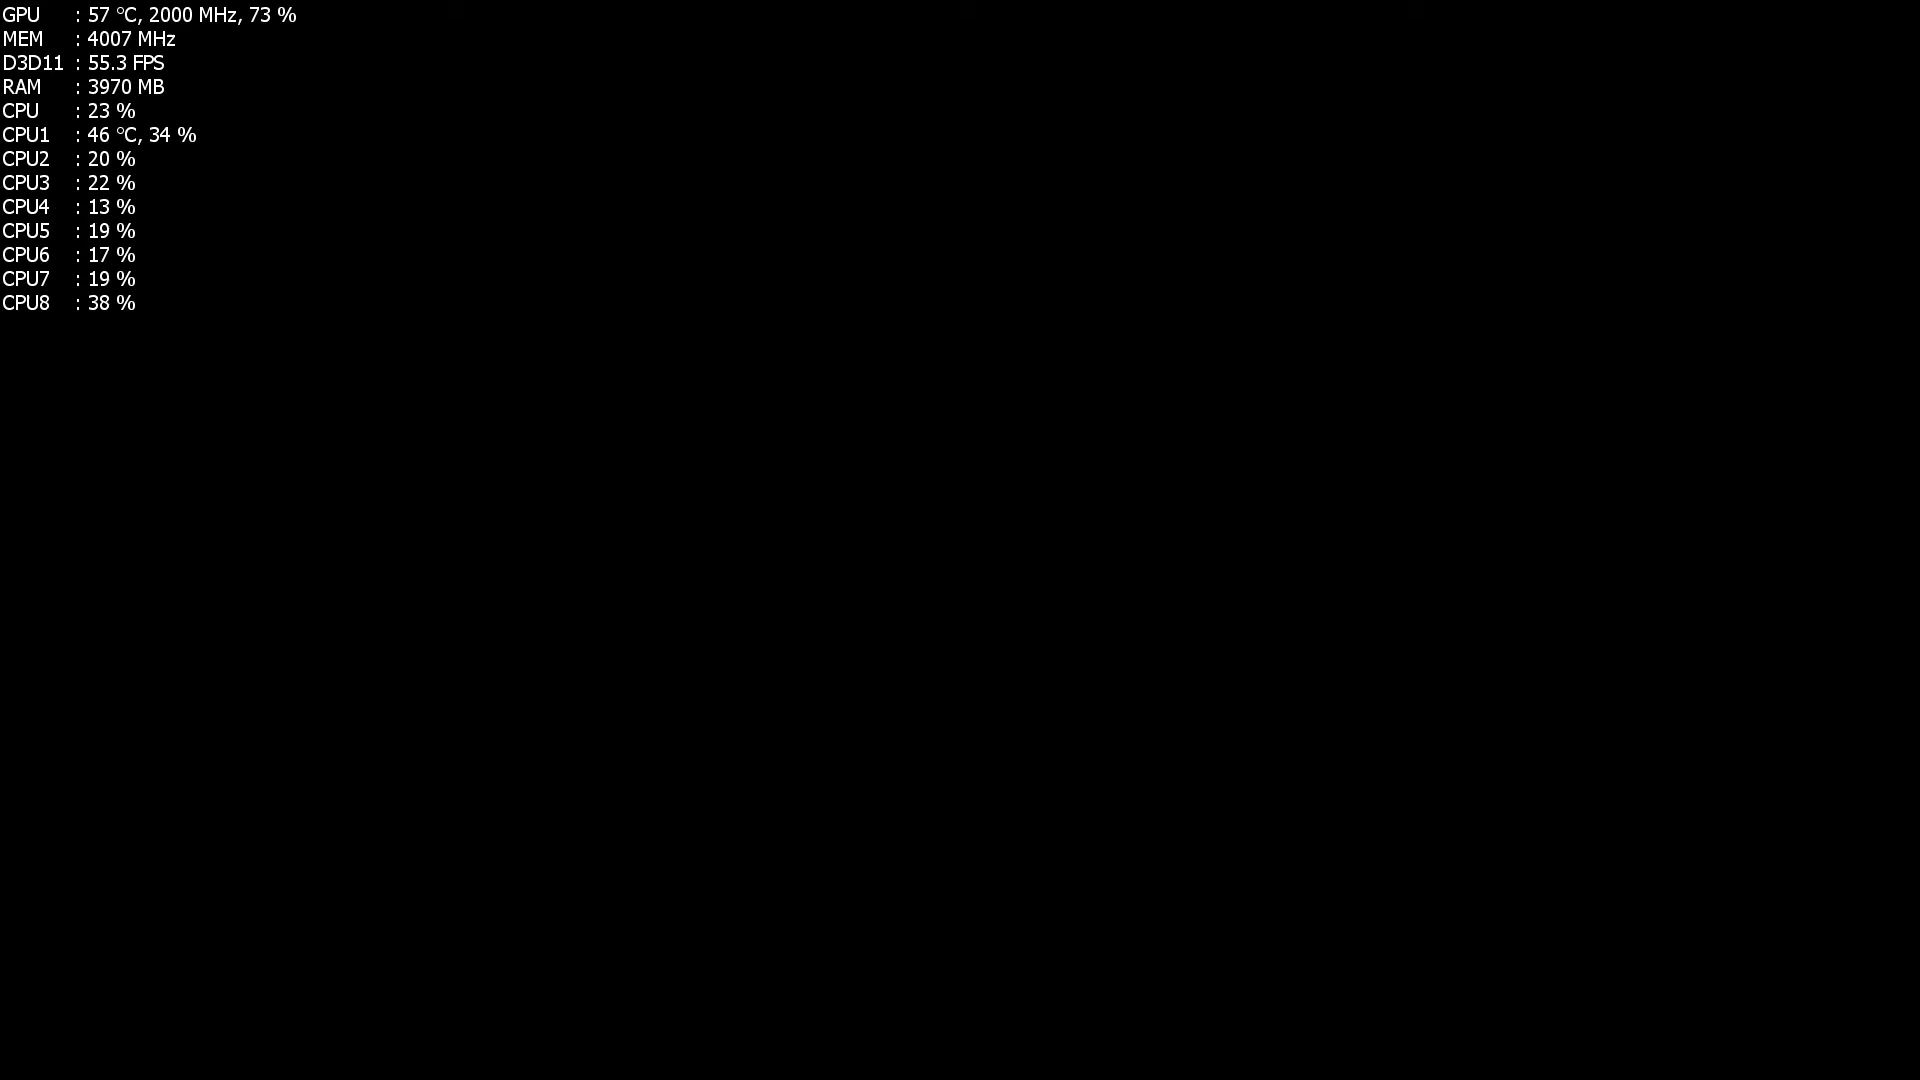 GPU : 57 °C, 2000 MHz, 73 %
MEM : 4007 MHz
D3D11 : 55.3 FPS
RAM : 3970 MB
CPU : 23 %
CPU1 : 46 °C, 34 %
CPU2 : 20 %
CPU3 : 22 %
CPU4 : 13 %
CPU5 : 19 %
CPU6 : 17 %
CPU7 : 19 %
CPU8 : 38 %